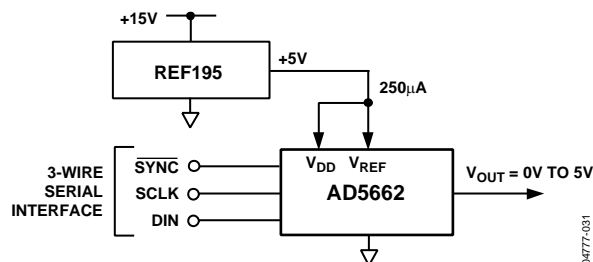 +15V
REF195
+5V
250μA
3-WIRE
SERIAL
INTERFACE
SYNC
SCLK
DIN
VDD
VREF
AD5662
VOUT = 0V TO 5V
04777-031